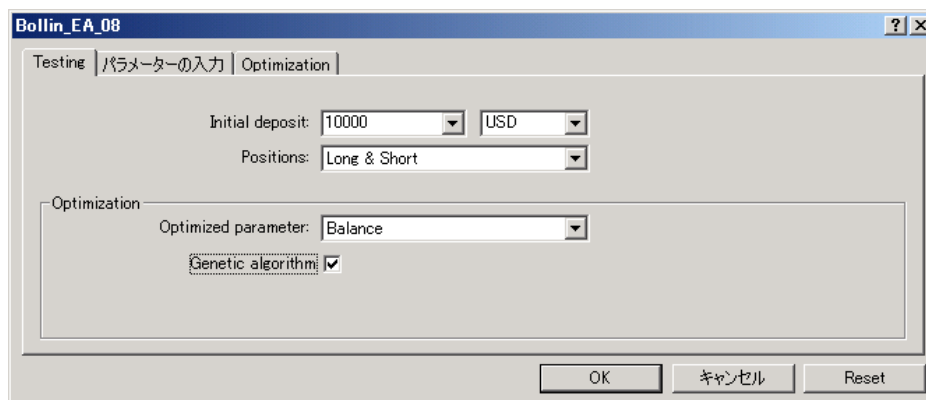 Bollin_EA_08
Testing パラメーターの入力 Optimization
Initial deposit: 10000 USD
Positions: Long & Short
Optimization
Optimized parameter: Balance
Genetic algorithm
OK キャンセル Reset